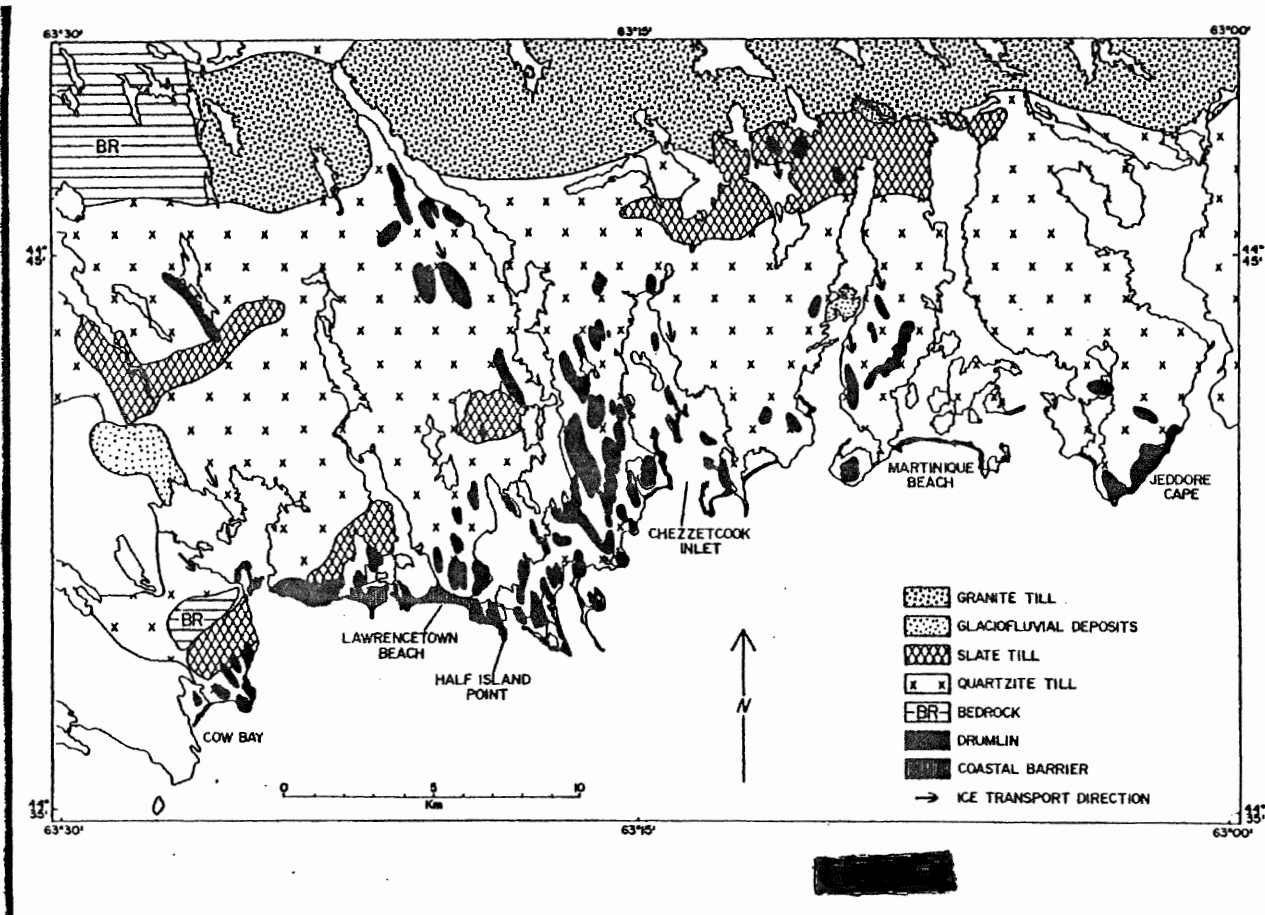 63°30' 63°15' 63°00'
BR
44° 45'
44° 45'
MARTINIQUE
BEACH
JEDDORE
CAPE
CHEZZETCOOK
INLET
BR
LAWRENCETOWN
BEACH
HALF ISLAND
POINT
COW BAY
N
GRANITE TILL
GLACIOFLUVIAL DEPOSITS
SLATE TILL
x x QUARTZITE TILL
BR BEDROCK
DRUMLIN
COASTAL BARRIER
→ ICE TRANSPORT DIRECTION
0 5 10
Km
44° 35'
44° 35'
63°30' 63°15' 63°00'